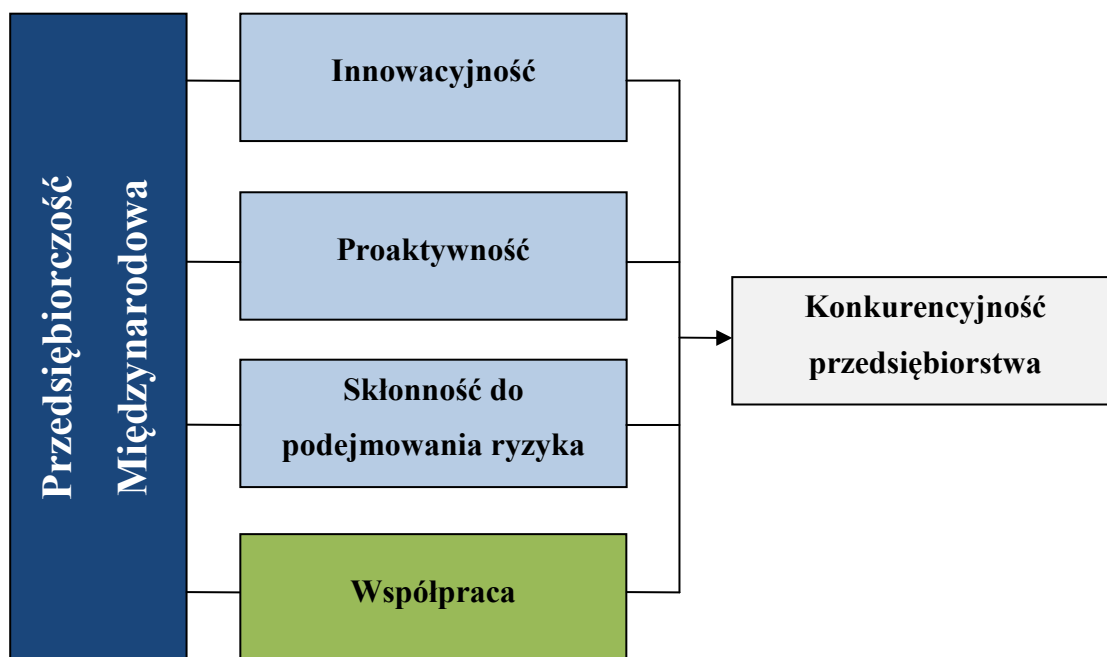 Przedsiębiorczość
Międzynarodowa
Innowacyjność
Proaktywność
Skłonność do
podejmowania ryzyka
Współpraca
Konkurencyjność
przedsiębiorstwa